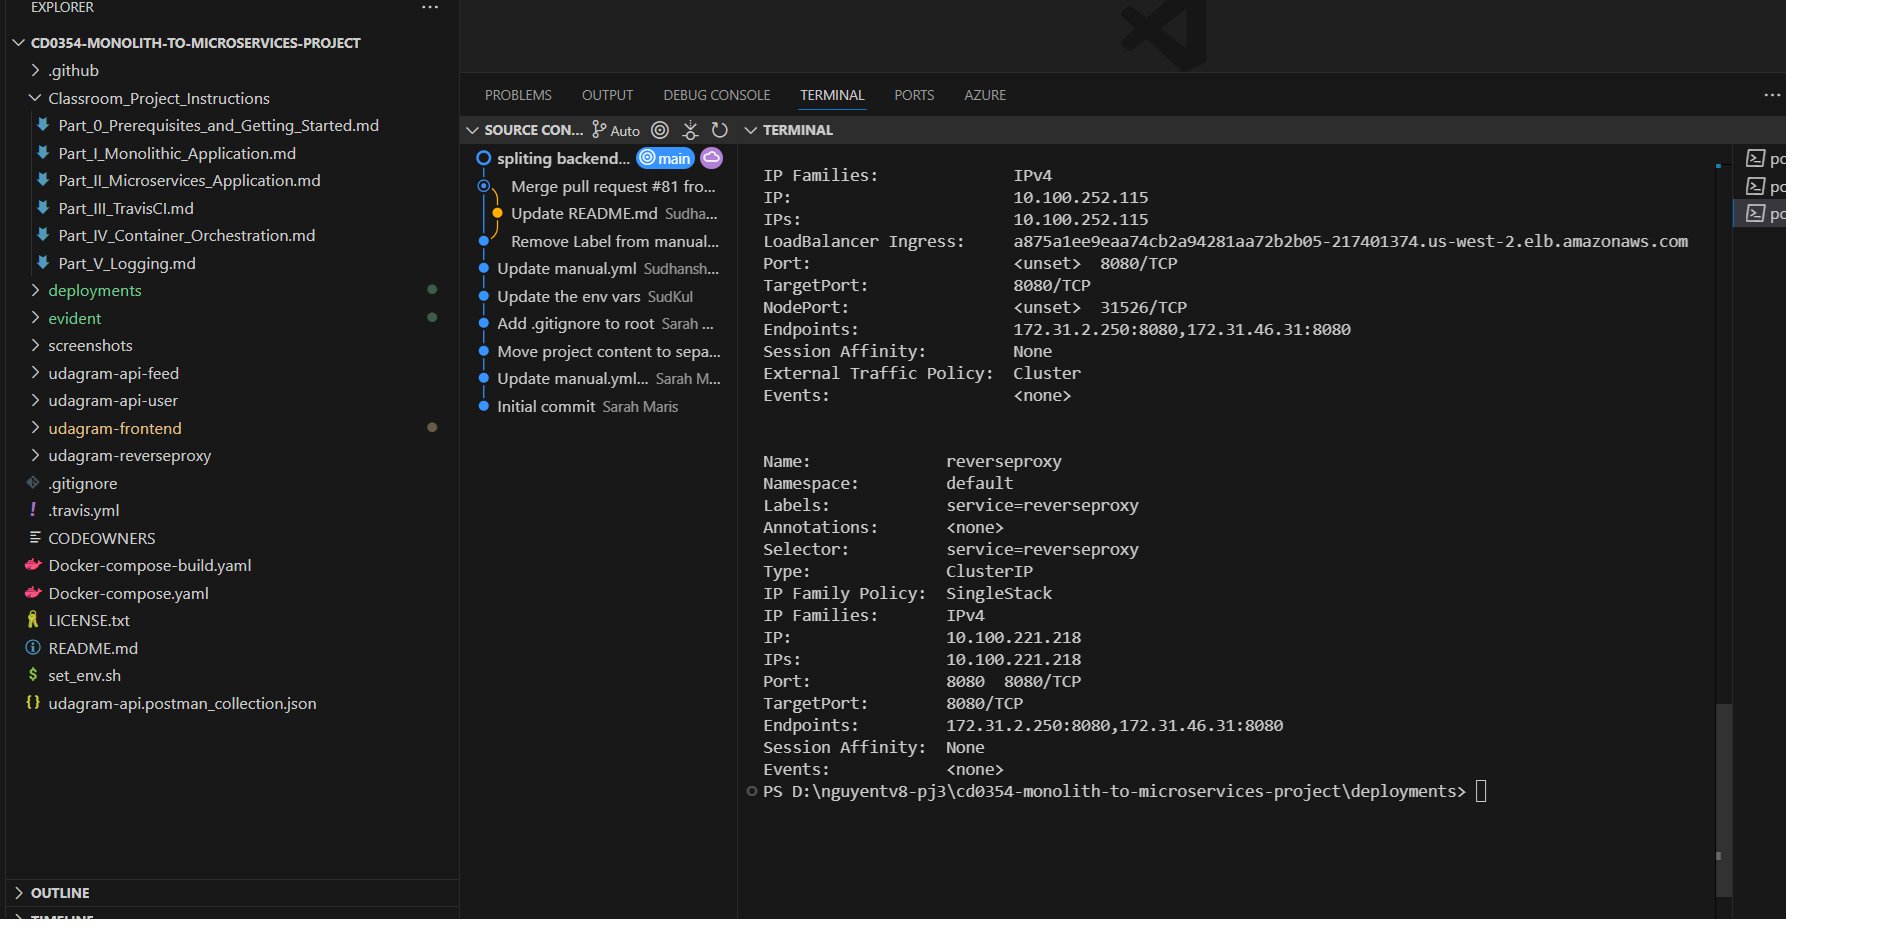 EXPLORER
CD0354-MONOLITH-TO-MICROSERVICES-PROJECT
.github
Classroom_Project_Instructions
Part_0_Prerequisites_and_Getting_Started.md
Part_I_Monolithic_Application.md
Part_II_Microservices_Application.md
Part_III_TravisCI.md
Part_IV_Container_Orchestration.md
Part_V_Logging.md
deployments
evident
screenshots
udagram-api-feed
udagram-api-user
udagram-frontend
udagram-reverseproxy
.gitignore
.travis.yml
CODEOWNERS
Docker-compose-build.yaml
Docker-compose.yaml
LICENSE.txt
README.md
set_env.sh
udagram-api.postman_collection.json
OUTLINE
TIMELINE
PROBLEMS OUTPUT DEBUG CONSOLE TERMINAL PORTS AZURE
SOURCE CON... Auto
spliting backend... main
Merge pull request #81 fro...
Update README.md Sudha...
Remove Label from manual...
Update manual.yml Sudhansh...
Update the env vars SudKul
Add .gitignore to root Sarah ...
Move project content to sepa...
Update manual.yml... Sarah M...
Initial commit Sarah Maris
TERMINAL
IP Families: IPv4
IP: 10.100.252.115
IPs: 10.100.252.115
LoadBalancer Ingress: a875a1ee9eaa74cb2a94281aa72b2b05-217401374.us-west-2.elb.amazonaws.com
Port: <unset> 8080/TCP
TargetPort: 8080/TCP
NodePort: <unset> 31526/TCP
Endpoints: 172.31.2.250:8080,172.31.46.31:8080
Session Affinity: None
External Traffic Policy: Cluster
Events: <none>
Name: reverseproxy
Namespace: default
Labels: service=reverseproxy
Annotations: <none>
Selector: service=reverseproxy
Type: ClusterIP
IP Family Policy: SingleStack
IP Families: IPv4
IP: 10.100.221.218
IPs: 10.100.221.218
Port: 8080 8080/TCP
TargetPort: 8080/TCP
Endpoints: 172.31.2.250:8080,172.31.46.31:8080
Session Affinity: None
Events: <none>
PS D:\nguyentv8-pj3\cd0354-monolith-to-microservices-project\deployments>
po
po
po